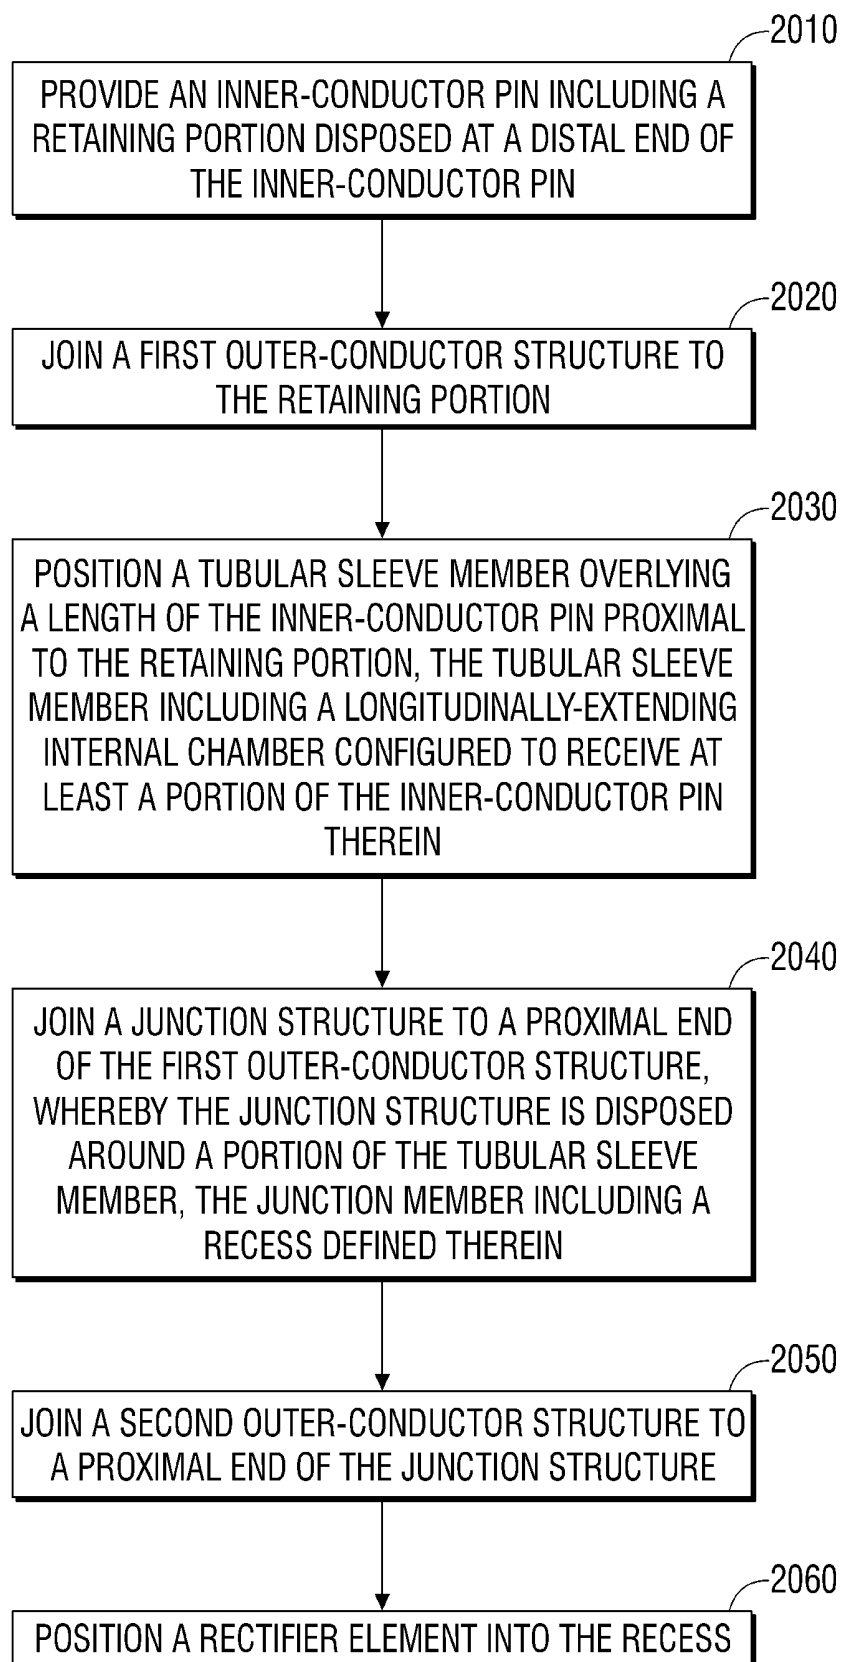 2010
PROVIDE AN INNER-CONDUCTOR PIN INCLUDING A
RETAINING PORTION DISPOSED AT A DISTAL END OF
THE INNER-CONDUCTOR PIN
2020
JOIN A FIRST OUTER-CONDUCTOR STRUCTURE TO
THE RETAINING PORTION
2030
POSITION A TUBULAR SLEEVE MEMBER OVERLYING
A LENGTH OF THE INNER-CONDUCTOR PIN PROXIMAL
TO THE RETAINING PORTION, THE TUBULAR SLEEVE
MEMBER INCLUDING A LONGITUDINALLY-EXTENDING
INTERNAL CHAMBER CONFIGURED TO RECEIVE AT
LEAST A PORTION OF THE INNER-CONDUCTOR PIN
THEREIN
2040
JOIN A JUNCTION STRUCTURE TO A PROXIMAL END
OF THE FIRST OUTER-CONDUCTOR STRUCTURE,
WHEREBY THE JUNCTION STRUCTURE IS DISPOSED
AROUND A PORTION OF THE TUBULAR SLEEVE
MEMBER, THE JUNCTION MEMBER INCLUDING A
RECESS DEFINED THEREIN
2050
JOIN A SECOND OUTER-CONDUCTOR STRUCTURE TO
A PROXIMAL END OF THE JUNCTION STRUCTURE
2060
POSITION A RECTIFIER ELEMENT INTO THE RECESS